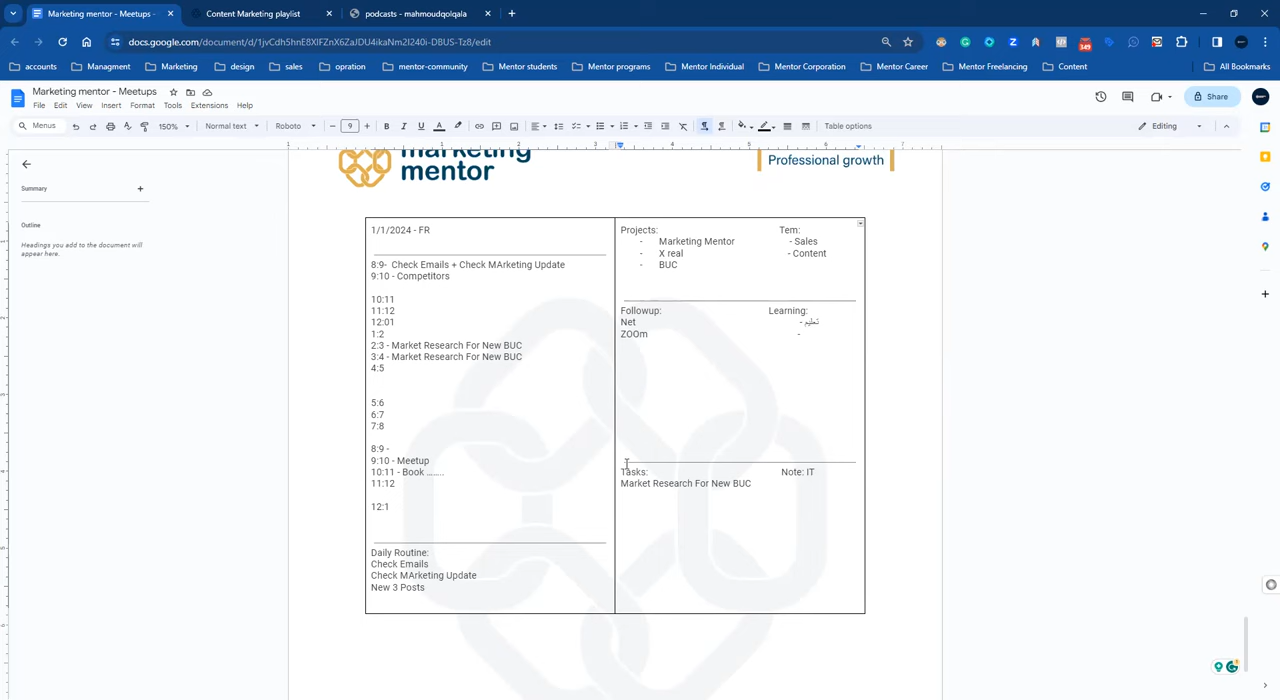 Marketing mentor - Meetups -
Content Marketing playlist
podcasts - mahmoudqolqala
docs.google.com/document/d/1jvCdh5hnE8XlFZnX6ZaJDU4ikaNm2l240i-DBUS-Tz8/edit
349
accounts
Managment
Marketing
design
sales
opration
mentor-community
Mentor students
Mentor programs
Mentor Individual
Mentor Corporation
Mentor Career
Mentor Freelancing
Content
All Bookmarks
Marketing mentor - Meetups
File Edit View Insert Format Tools Extensions Help
Share
Menus
150%
Normal text
Roboto
9
Table options
Editing
Summary
Outline
Headings you add to the document will
appear here.
marketing
mentor
Professional growth
1/1/2024 - FR
8:9- Check Emails + Check MArketing Update
9:10 - Competitors
10:11
11:12
12:01
1:2
2:3 - Market Research For New BUC
3:4 - Market Research For New BUC
4:5
5:6
6:7
7:8
8:9 -
9:10 - Meetup
10:11 - Book ........
11:12
12:1
Daily Routine:
Check Emails
Check MArketing Update
New 3 Posts
Projects:
- Marketing Mentor
- X real
- BUC
Tem:
- Sales
- Content
Followup:
Net
ZOOm
Learning:
- تعليم
-
Tasks:
Market Research For New BUC
Note: IT